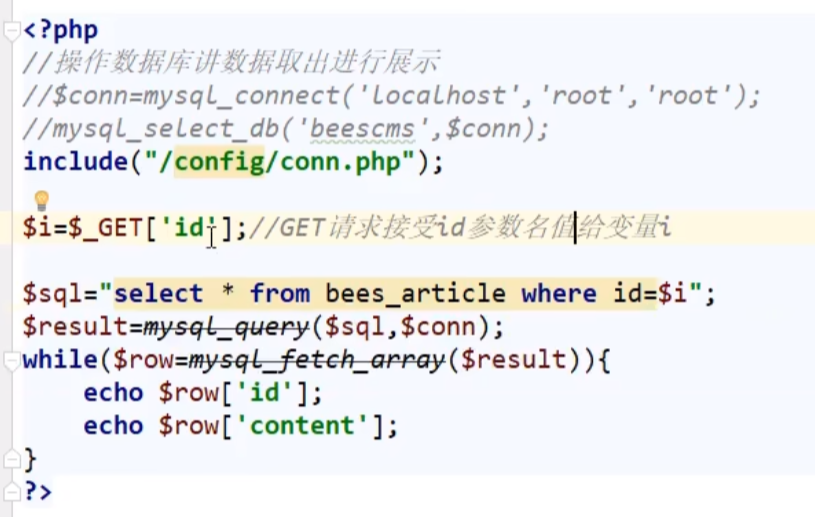 <?php
//操作数据库讲数据取出进行展示
//$conn=mysql_connect('localhost','root','root');
//mysql_select_db('beescms',$conn);
include("/config/conn.php");
$i=$_GET['id'];//GET请求接受id参数名值给变量i
$sql="select * from bees_article where id=$i";
$result=mysql_query($sql,$conn);
while($row=mysql_fetch_array($result)){
    echo $row['id'];
    echo $row['content'];
}
?>